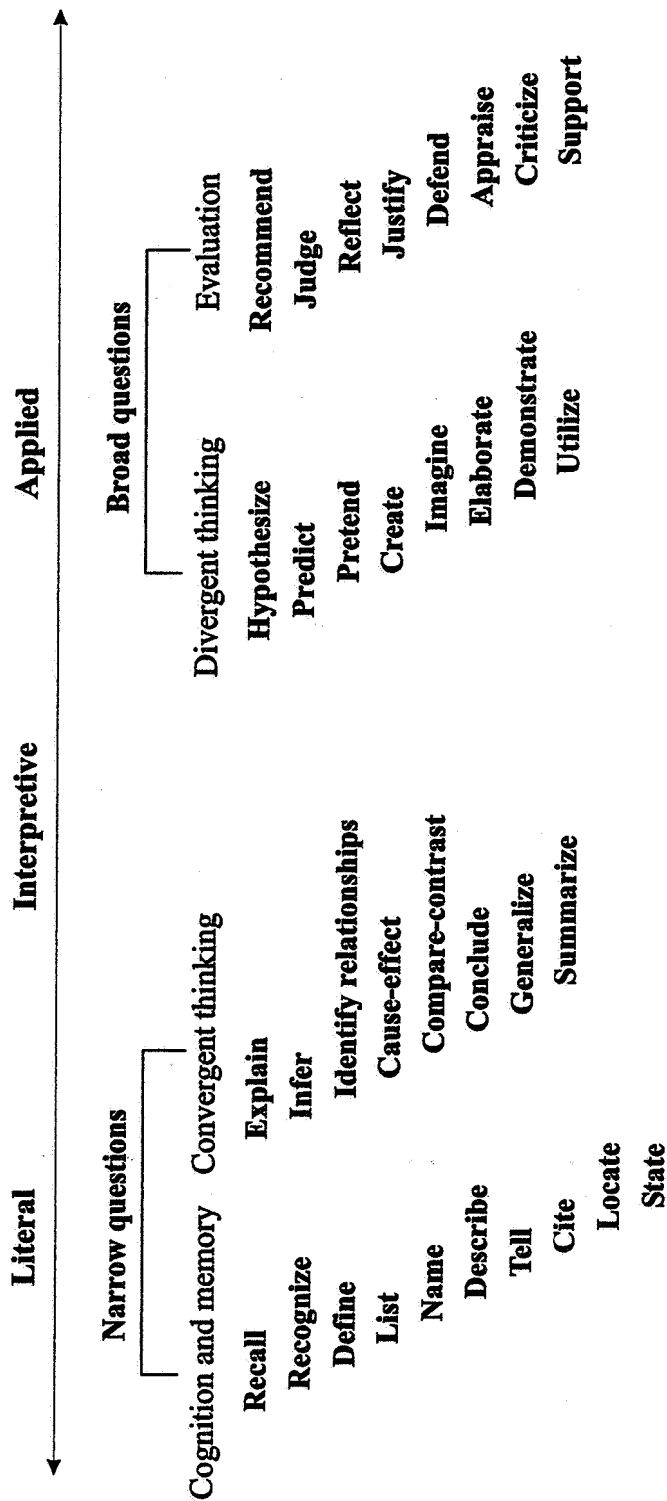 Literal Interpretive Applied
Narrow questions Broad questions
Cognition and memory Convergent thinking Divergent thinking Evaluation
Recall Explain Hypothesize Recommend
Recognize Infer Predict Judge
Define Identify relationships Pretend Reflect
List Cause-effect Create Justify
Name Compare-contrast Imagine Defend
Describe Conclude Elaborate Appraise
Tell Generalize Demonstrate Criticize
Cite Summarize Utilize Support
Locate
State